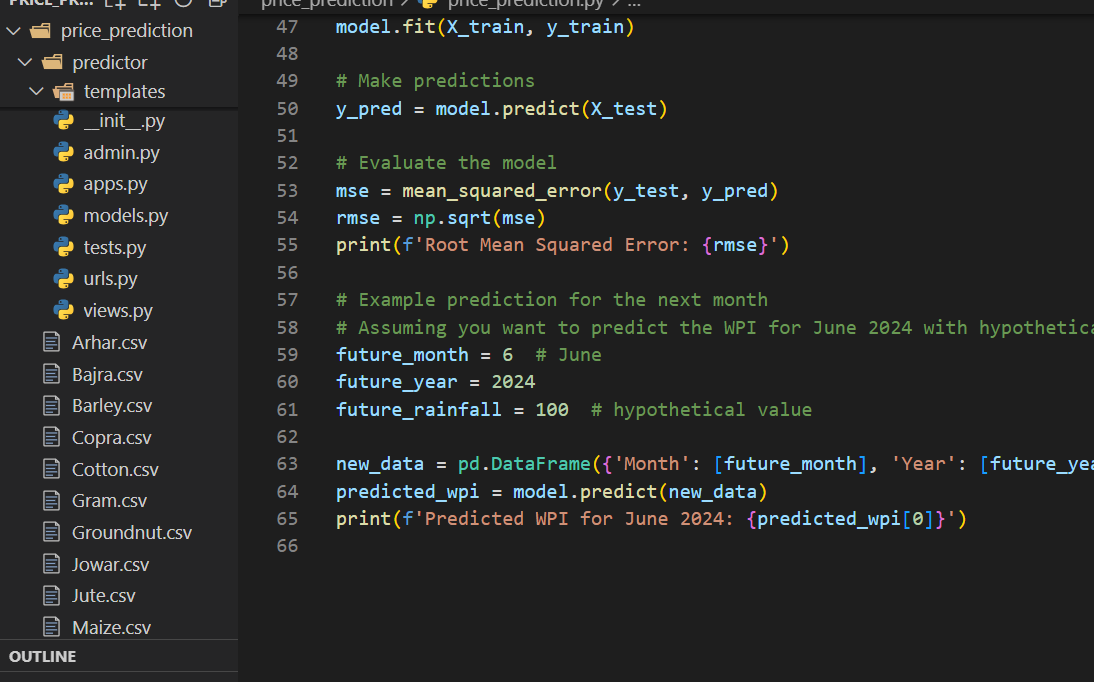 PRICE_PR...
price_prediction
predictor
templates
__init__.py
admin.py
apps.py
models.py
tests.py
urls.py
views.py
Arhar.csv
Bajra.csv
Barley.csv
Copra.csv
Cotton.csv
Gram.csv
Groundnut.csv
Jowar.csv
Jute.csv
Maize.csv
OUTLINE
price_prediction > price_prediction.py > ...
47 model.fit(X_train, y_train)
48
49 # Make predictions
50 y_pred = model.predict(X_test)
51
52 # Evaluate the model
53 mse = mean_squared_error(y_test, y_pred)
54 rmse = np.sqrt(mse)
55 print(f'Root Mean Squared Error: {rmse}')
56
57 # Example prediction for the next month
58 # Assuming you want to predict the WPI for June 2024 with hypothetica
59 future_month = 6  # June
60 future_year = 2024
61 future_rainfall = 100  # hypothetical value
62
63 new_data = pd.DataFrame({'Month': [future_month], 'Year': [future_yea
64 predicted_wpi = model.predict(new_data)
65 print(f'Predicted WPI for June 2024: {predicted_wpi[0]}')
66